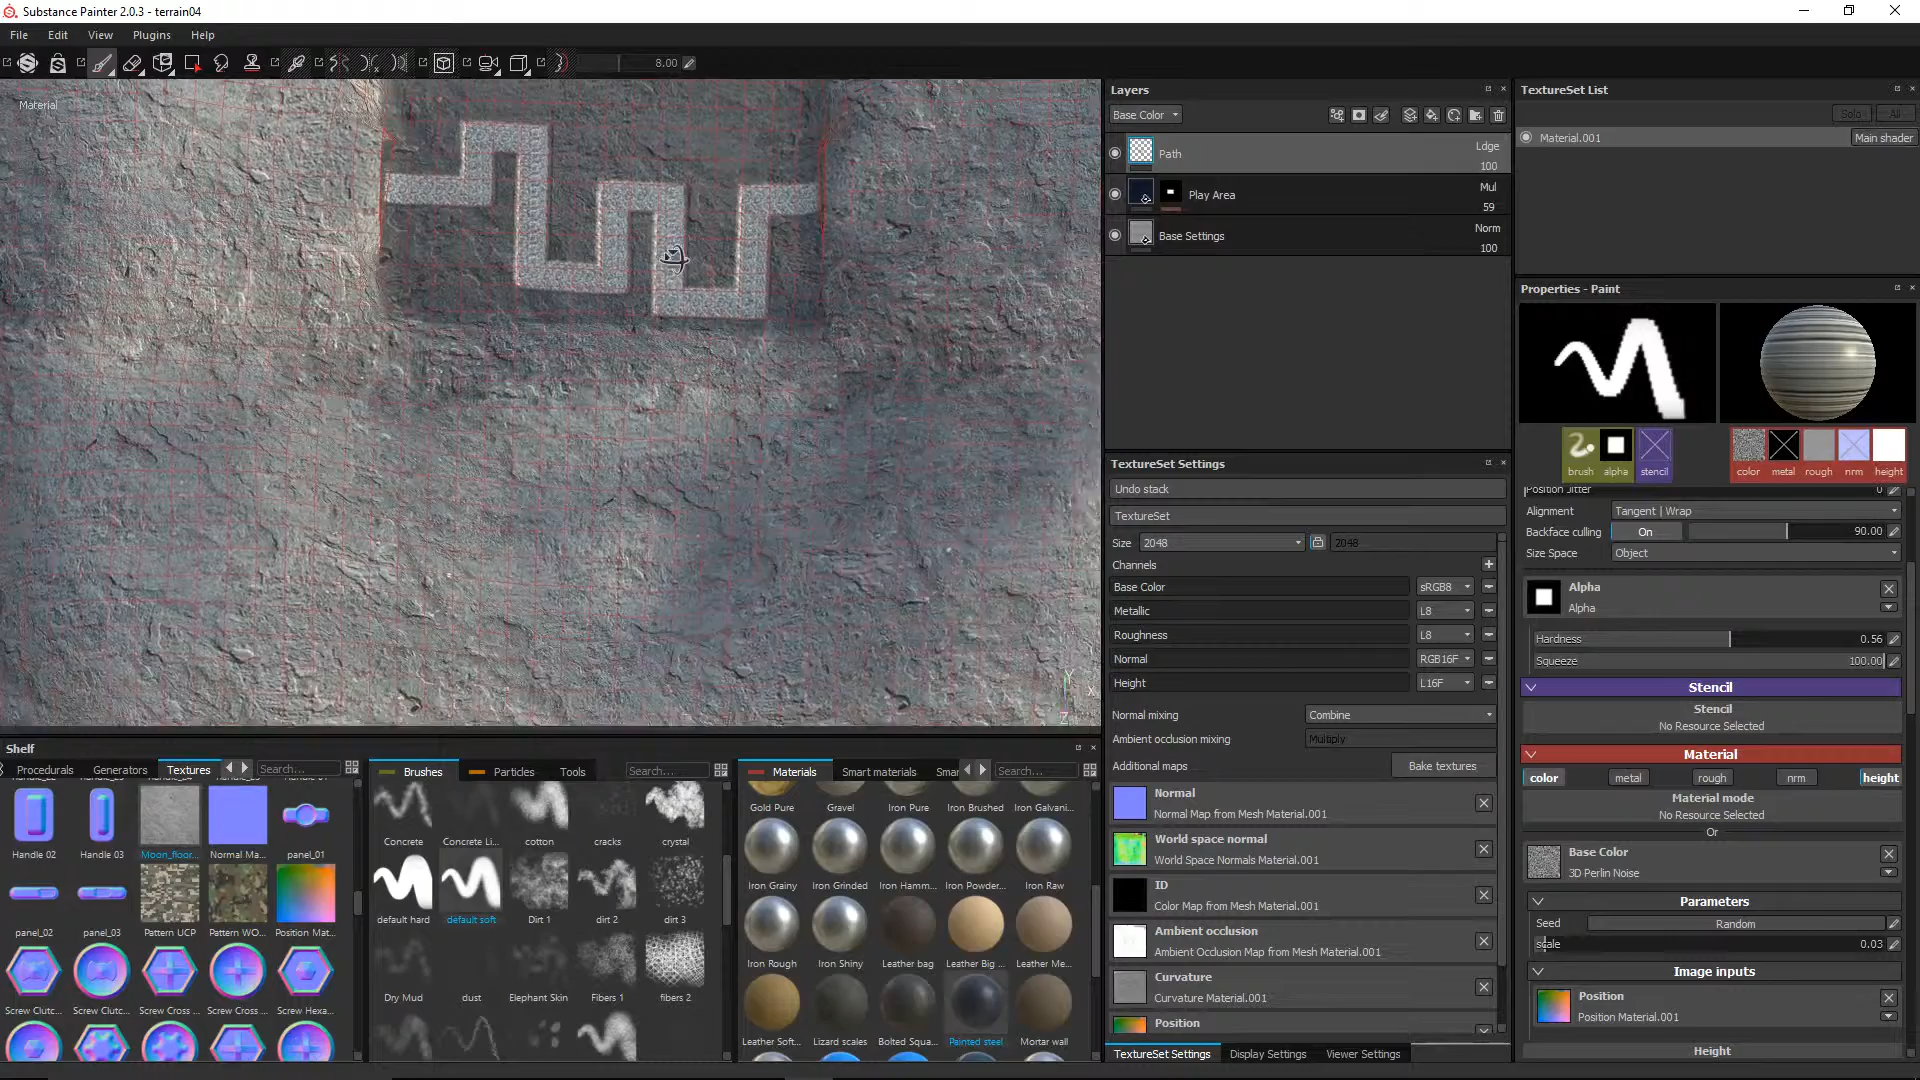 Substance Painter 2.0.3 - terrain04
File Edit View Plugins Help
8.00
Material
Layers
Base Color
Path Ldge 100
Play Area Mul 59
Base Settings Norm 100
TextureSet Settings
Undo stack
TextureSet
Size 2048 2048
Channels
Base Color sRGB8
Metallic L8
Roughness L8
Normal RGB16F
Height L16F
Normal mixing Combine
Ambient occlusion mixing Multiply
Additional maps Bake textures
Normal
Normal Map from Mesh Material.001
World space normal
World Space Normals Material.001
ID
Color Map from Mesh Material.001
Ambient occlusion
Ambient Occlusion Map from Mesh Material.001
Curvature
Curvature Material.001
Position
TextureSet Settings Display Settings Viewer Settings
TextureSet List
Solo All
Material.001 Main shader
Properties - Paint
brush alpha stencil color metal rough nrm height
Position Jitter 0
Alignment Tangent | Wrap
Backface culling On 90.00
Size Space Object
Alpha
Alpha
Hardness 0.56
Squeeze 100.00
Stencil
Stencil
No Resource Selected
Material
color metal rough nrm height
Material mode
No Resource Selected
Or
Base Color
3D Perlin Noise
Parameters
Seed Random
scale 0.03
Image inputs
Position
Position Material.001
Height
Shelf
Procedurals Generators Textures Search...
Handle 02 Handle 03 Moon_floor... Normal Ma... panel_01
panel_02 panel_03 Pattern UCP Pattern WO... Position Mat...
Screw Clutc... Screw Clutc... Screw Cross ... Screw Cross ... Screw Hexa...
Brushes Particles Tools Search...
Concrete Concrete Li... cotton cracks crystal
default hard default soft Dirt 1 dirt 2 dirt 3
Dry Mud dust Elephant Skin Fibers 1 fibers 2
Materials Smart materials Smar Search...
Gold Pure Gravel Iron Pure Iron Brushed Iron Galvani...
Iron Grainy Iron Grinded Iron Hamm... Iron Powder... Iron Raw
Iron Rough Iron Shiny Leather bag Leather Big ... Leather Me...
Leather Soft... Lizard scales Bolted Squa... Painted steel Mortar wall
Y
X
Z